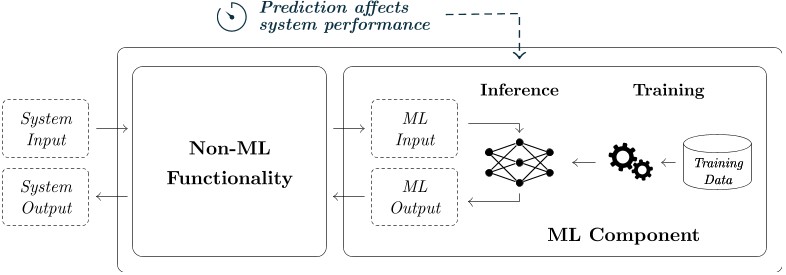 Prediction affects
system performance
Inference
Training
System
Input
ML
Input
Non-ML
Functionality
Training
Data
System
Output
ML
Output
ML Component